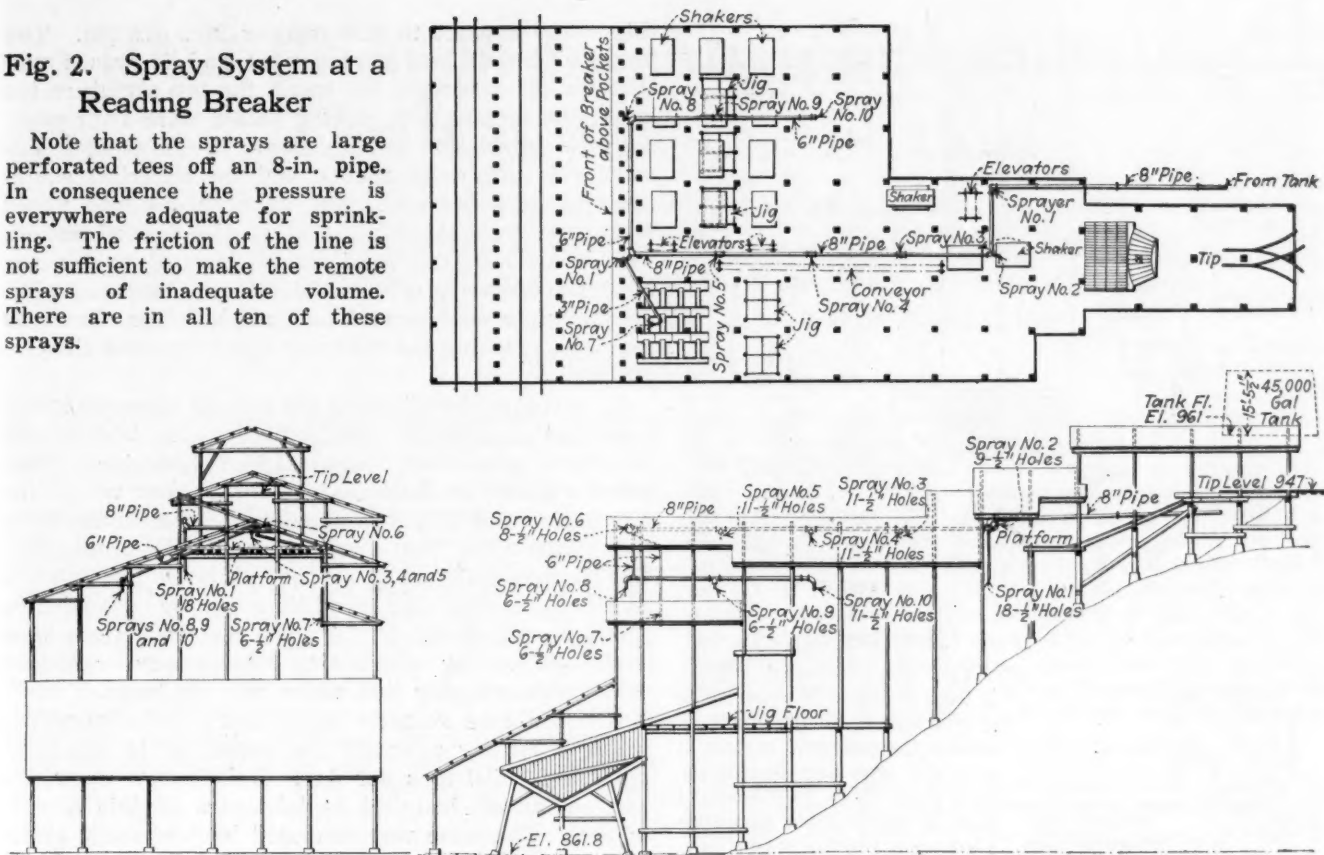 Fig. 2. Spray System at a
Reading Breaker
Note that the sprays are large
perforated tees off an 8-in. pipe.
In consequence the pressure is
everywhere adequate for sprink-
ling. The friction of the line is
not sufficient to make the remote
sprays of inadequate volume.
There are in all ten of these
sprays.
Shakers
Front of Breaker
above Pockets
Spray
No. 8
Jig
Spray No. 9
Spray
No. 10
6" Pipe
Elevators
8" Pipe
From Tank
Shaker
Sprayer
No. 1
Jig
6" Pipe
Elevators
8" Pipe
Spray No. 3
Shaker
Tip
Spray
No. 1
8" Pipe
Spray No. 5
Conveyor
Spray No. 4
Spray No. 2
3" Pipe
Spray
No. 7
Jig
Tip Level
8" Pipe
Spray No. 6
6" Pipe
Platform
Spray No. 3, 4 and 5
Spray No. 1
18 Holes
Sprays No. 8, 9
and 10
Spray No. 7
6-½" Holes
Tank Fl.
El. 961
15'-5½"
45,000
Gal
Tank
Spray No. 2
9-½" Holes
Spray No. 3
11-½" Holes
Spray No. 5
11-½" Holes
Tip Level 947
8" Pipe
Spray No. 6
8-½" Holes
8" Pipe
Spray No. 4
11-½" Holes
Platform
6" Pipe
Spray No. 8
6-½" Holes
Spray No. 9
6-½" Holes
Spray No. 10
11-½" Holes
Spray No. 1
18-½" Holes
Spray No. 7
6-½" Holes
Jig Floor
El. 861.8